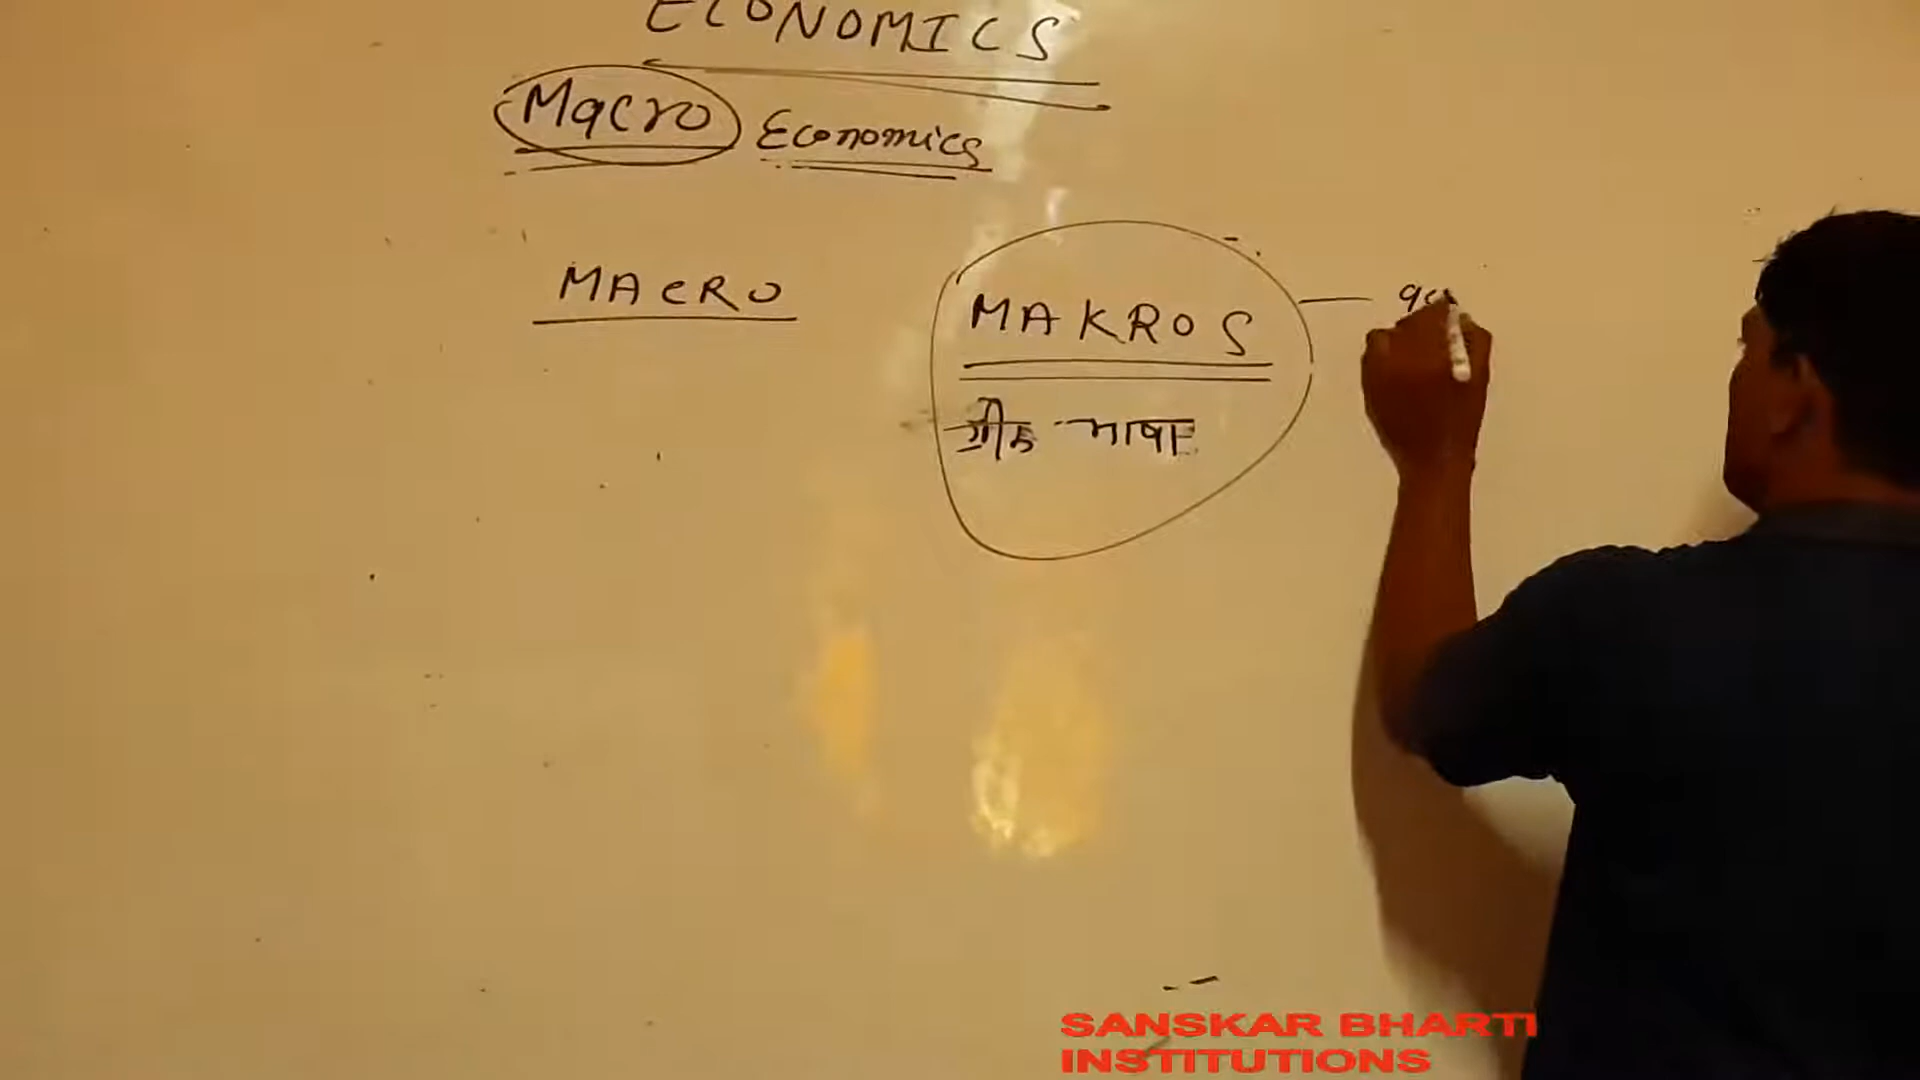 ECONOMICS
Macro Economics
MACRO
MAKROS
ग्रीक भाषा
SANSKAR BHARTI
INSTITUTIONS